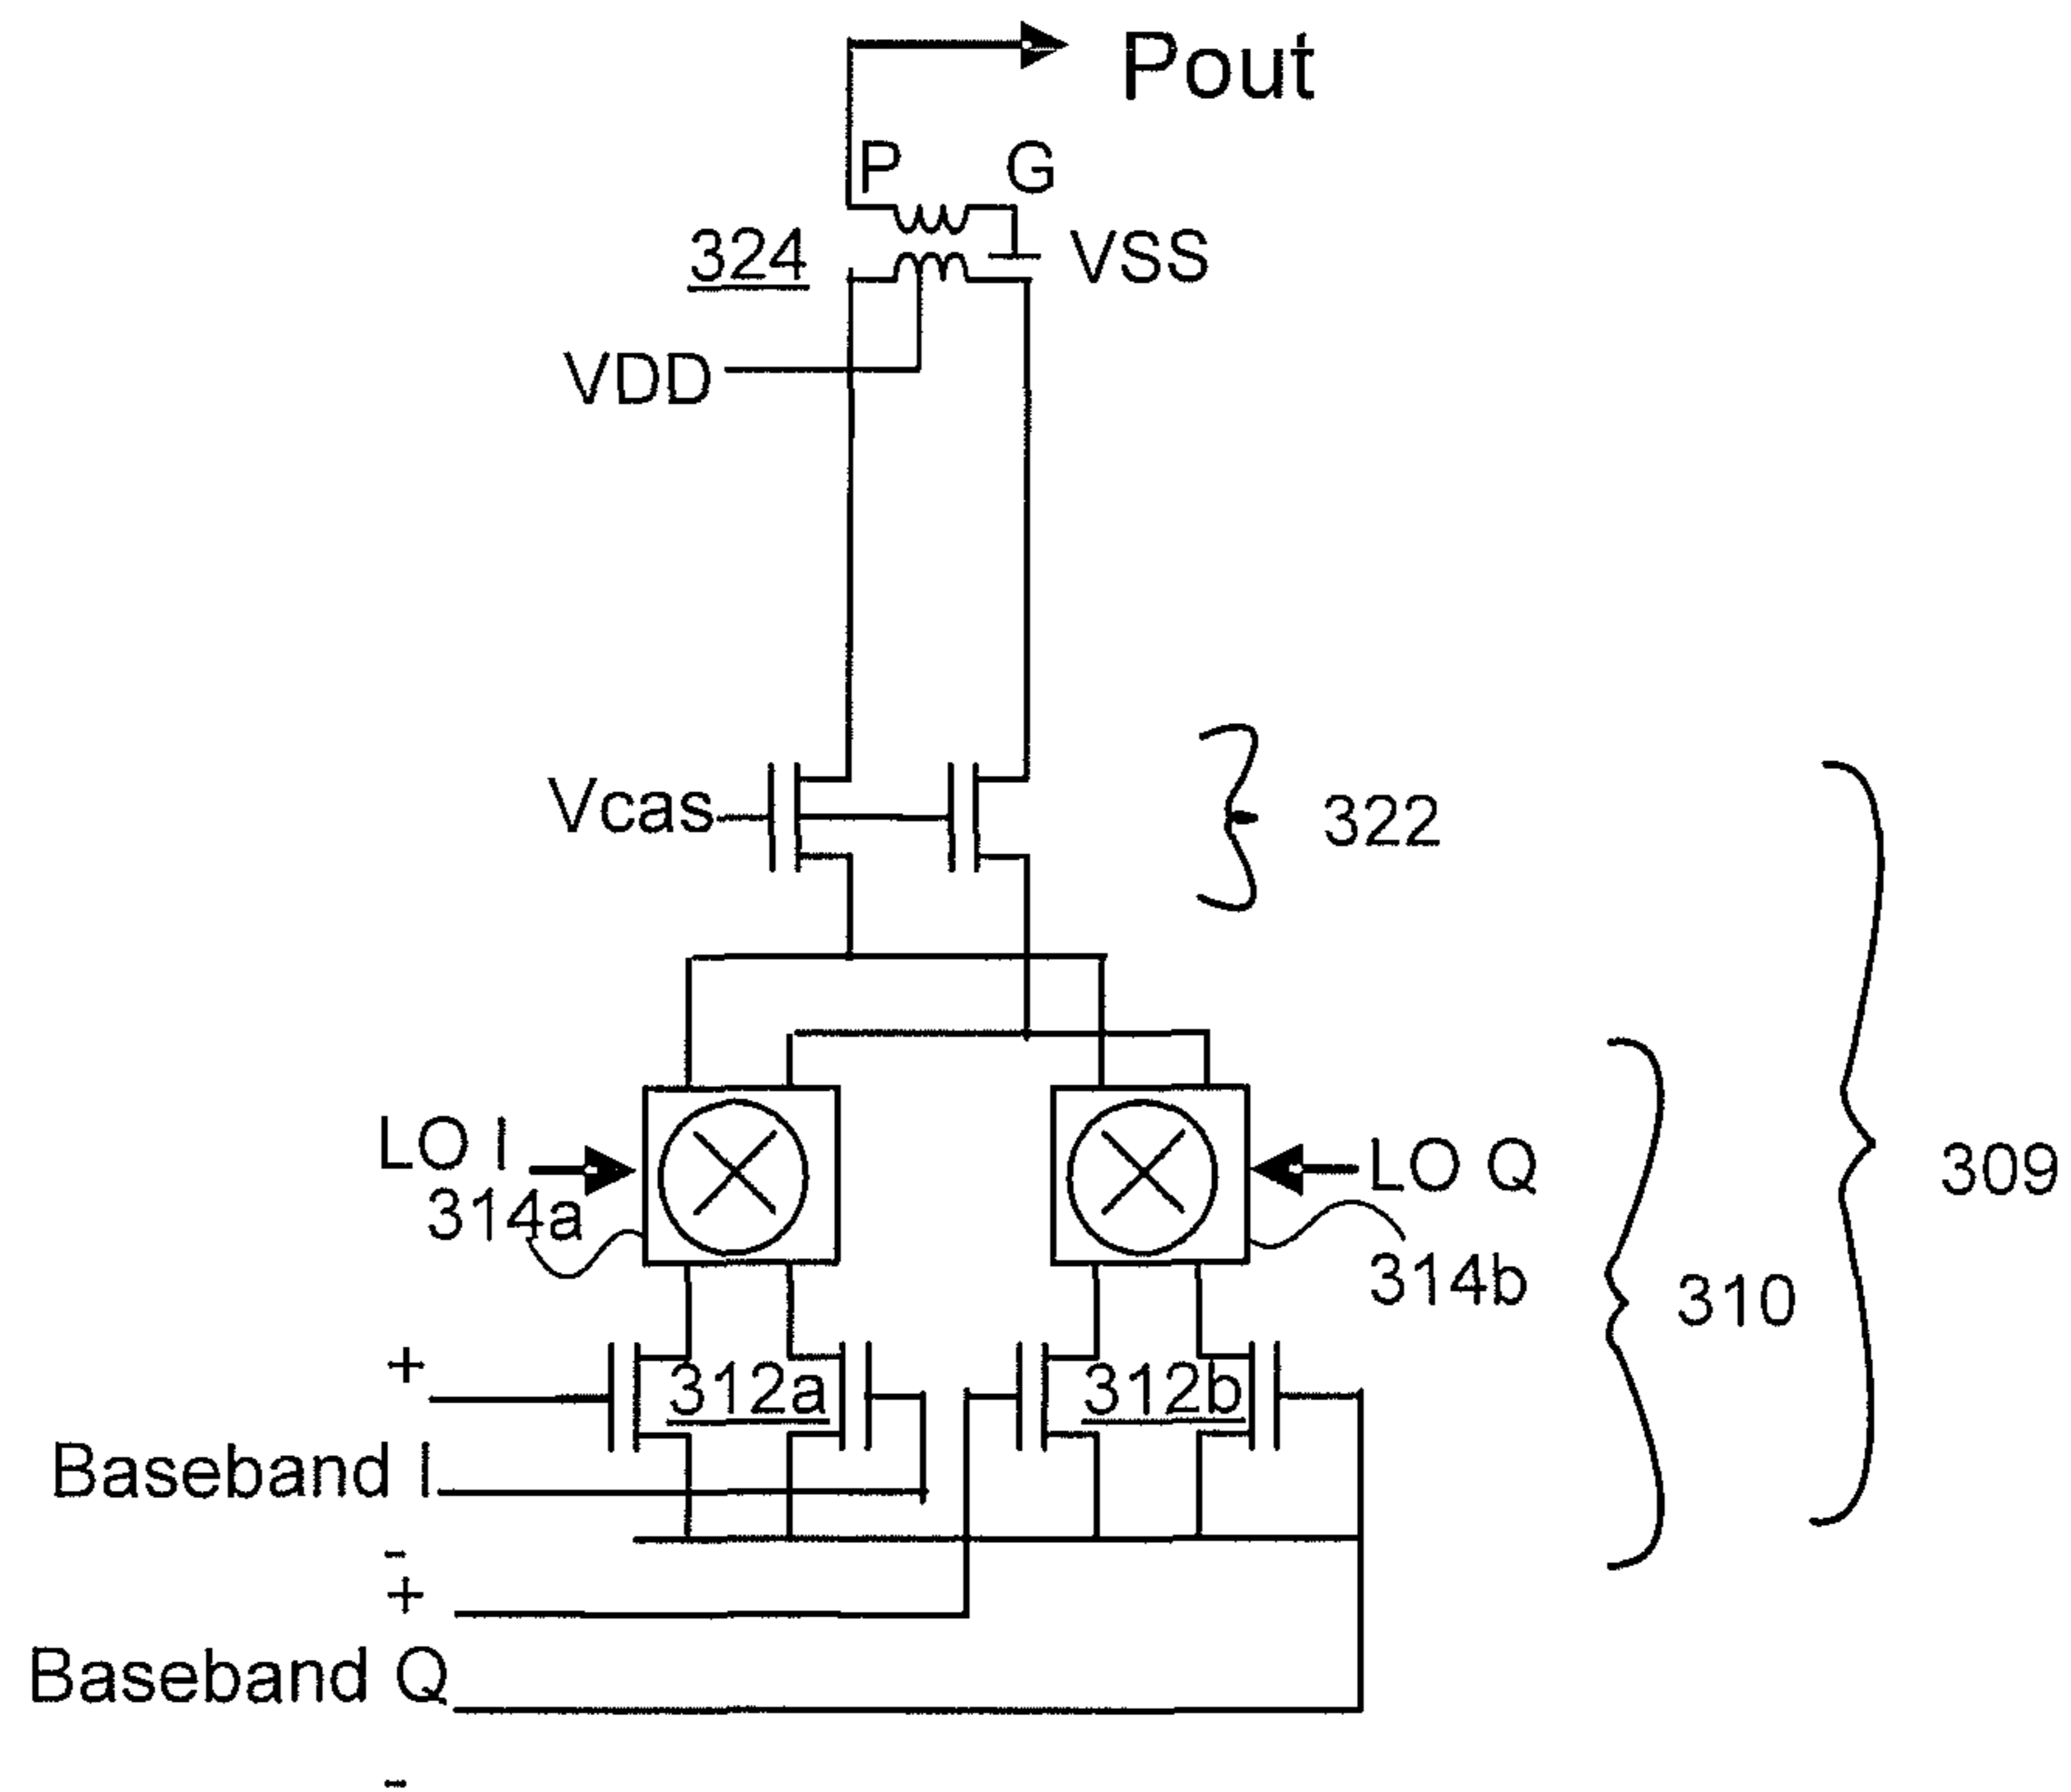 Pout
P G
324 VSS
VDD
Vcas
322
309
LO I
LO Q
314a
314b
310
+
312a 312b
Baseband I
-
+
Baseband Q
-